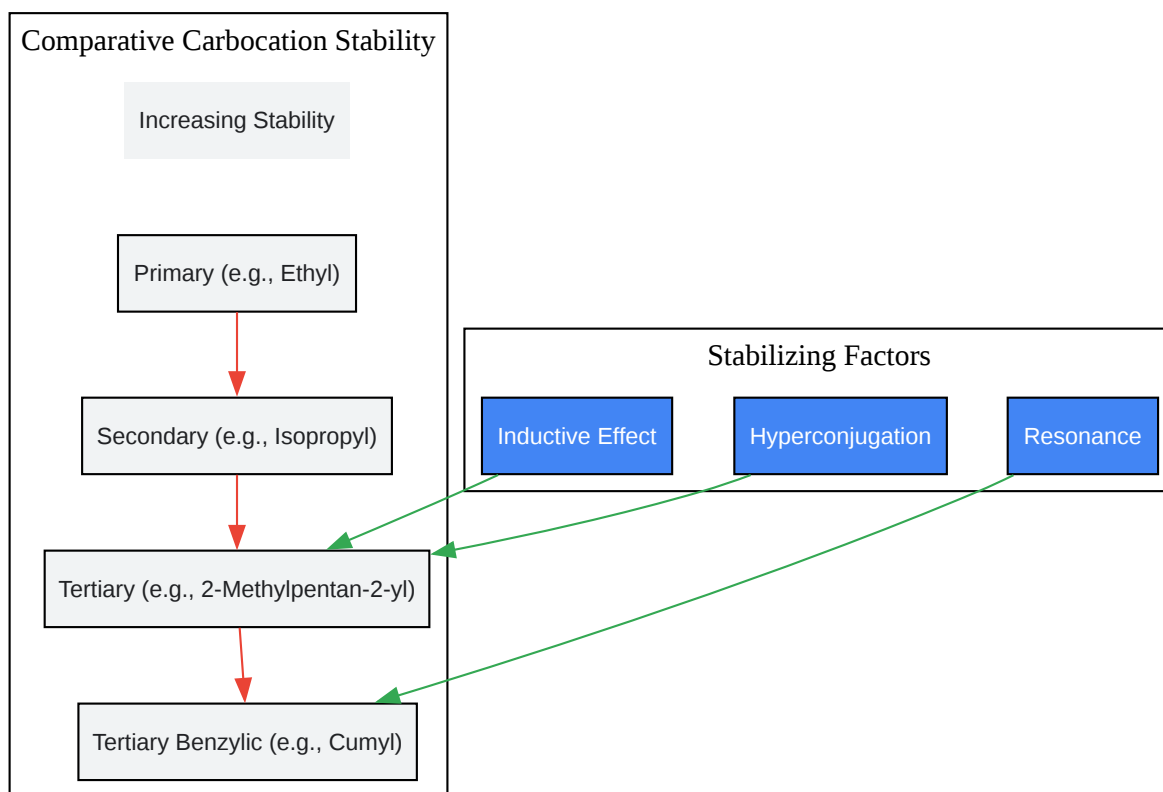 Comparative Carbocation Stability
Increasing Stability
Primary (e.g., Ethyl)
Secondary (e.g., Isopropyl)
Tertiary (e.g., 2-Methylpentan-2-yl)
Tertiary Benzylic (e.g., Cumyl)
Stabilizing Factors
Inductive Effect
Hyperconjugation
Resonance